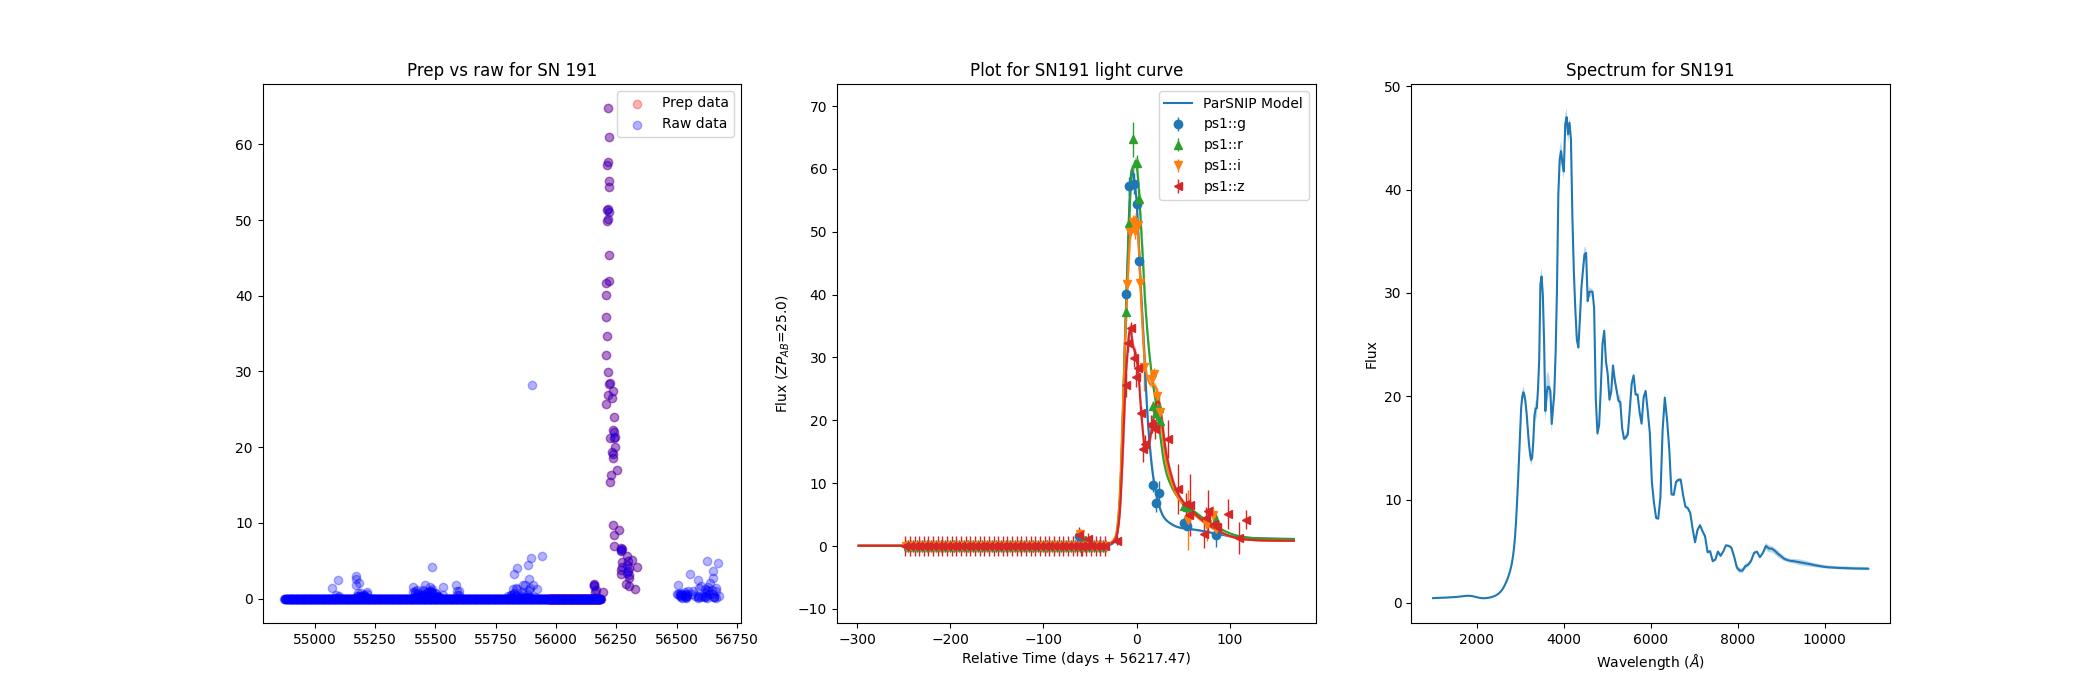 Prep vs raw for SN 191
Prep data
Raw data
60
50
40
30
20
10
0
55000
55250
55500
55750
56000
56250
56500
56750
Plot for SN191 light curve
ParSNIP Model
ps1::g
ps1::r
ps1::i
ps1::z
Flux (ZP_AB=25.0)
70
60
50
40
30
20
10
0
−10
−300
−200
−100
0
100
Relative Time (days + 56217.47)
Spectrum for SN191
Flux
50
40
30
20
10
0
2000
4000
6000
8000
10000
Wavelength (Å)